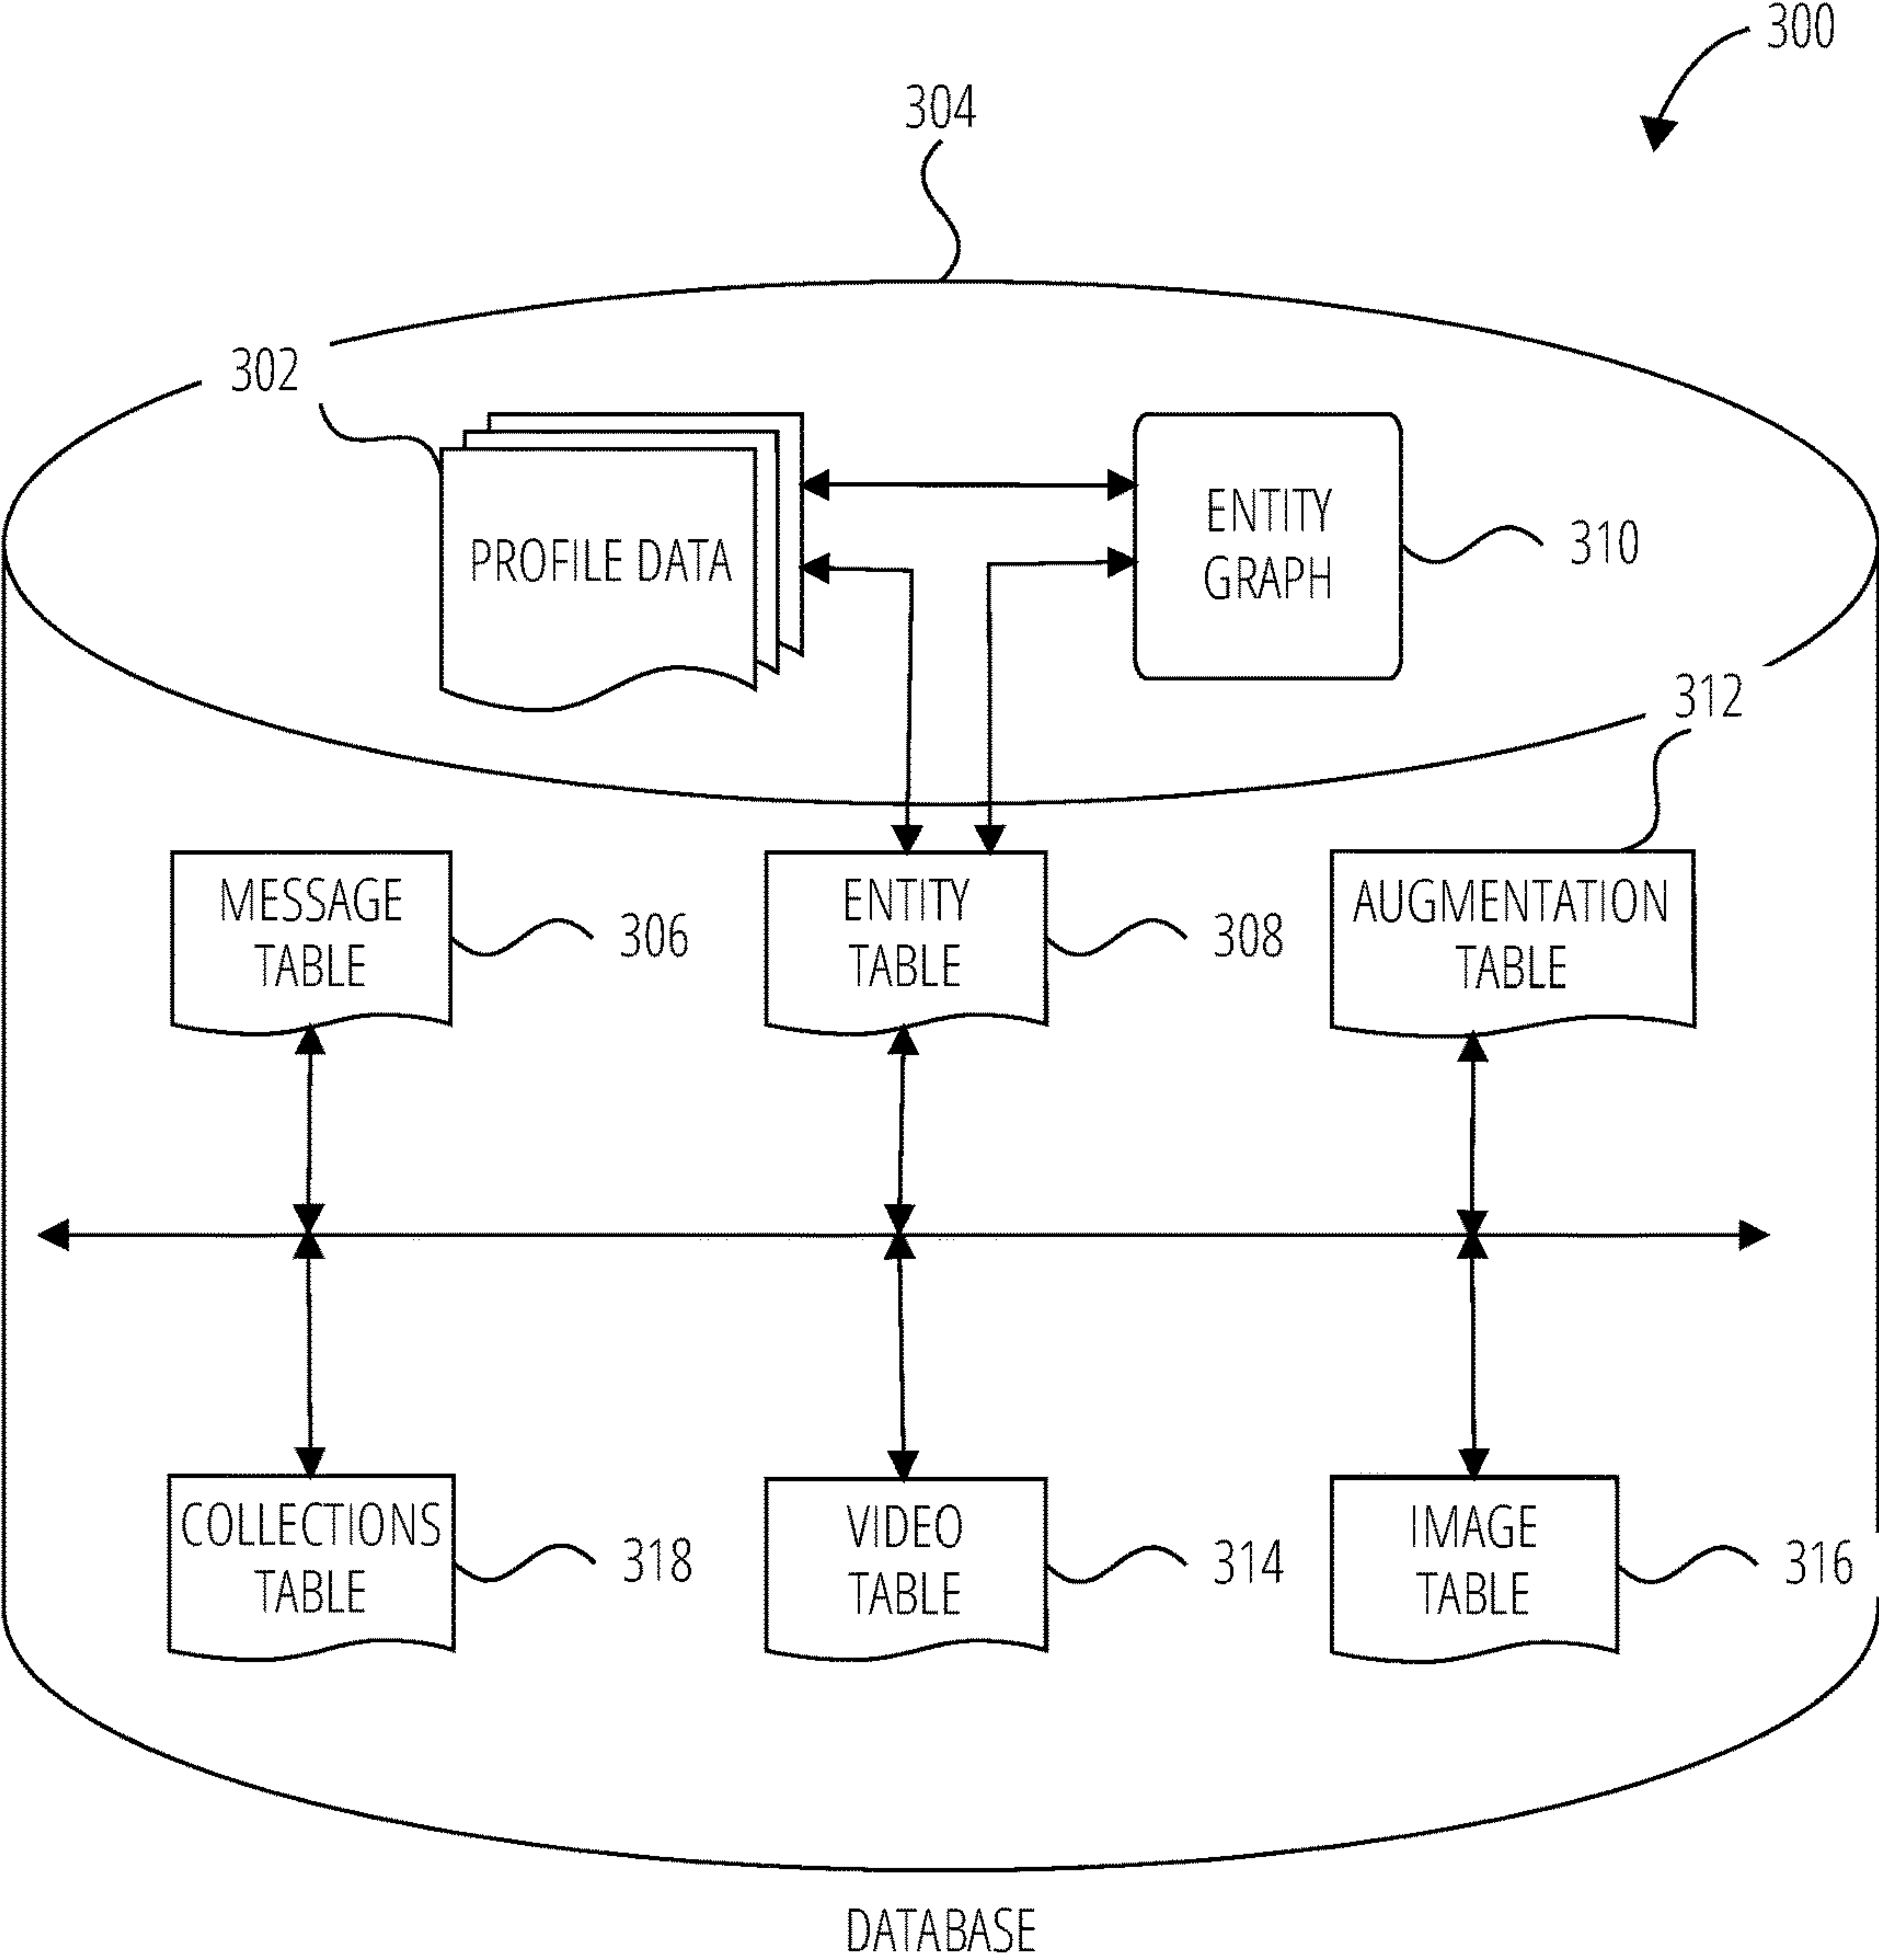 300
304
302
PROFILE DATA
ENTITY
GRAPH
310
312
MESSAGE
TABLE
306
ENTITY
TABLE
308
AUGMENTATION
TABLE
COLLECTIONS
TABLE
318
VIDEO
TABLE
314
IMAGE
TABLE
316
DATABASE